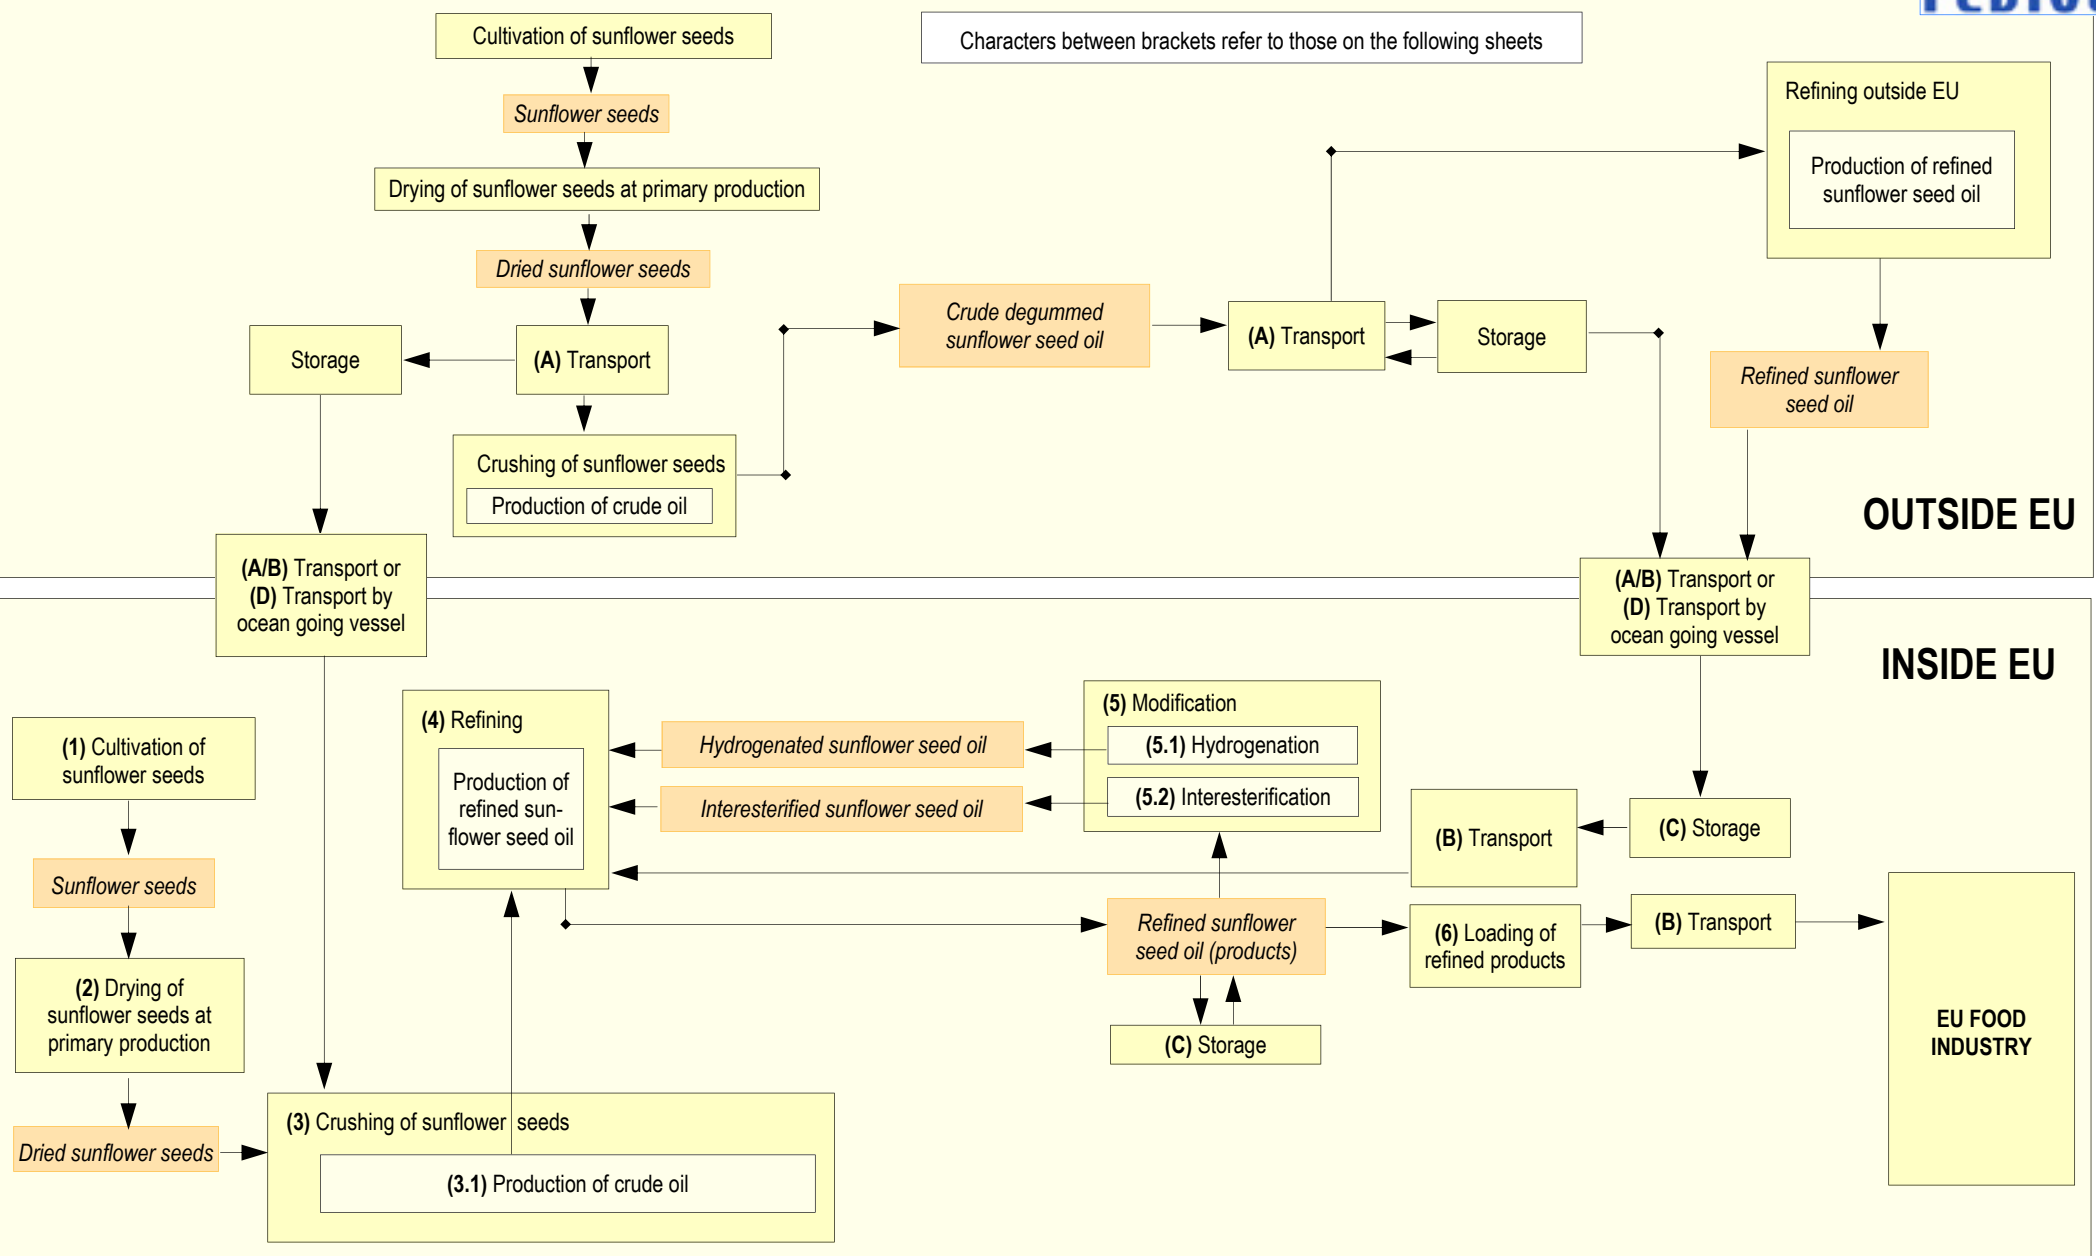 Cultivation of sunflower seeds
Characters between brackets refer to those on the following sheets
Sunflower seeds
Drying of sunflower seeds at primary production
Dried sunflower seeds
Storage
(A) Transport
Crushing of sunflower seeds
Production of crude oil
Crude degummed
sunflower seed oil
(A) Transport
Storage
Refining outside EU
Production of refined
sunflower seed oil
Refined sunflower
seed oil
OUTSIDE EU
(A/B) Transport or
(D) Transport by
ocean going vessel
(A/B) Transport or
(D) Transport by
ocean going vessel
INSIDE EU
(1) Cultivation of
sunflower seeds
Sunflower seeds
(2) Drying of
sunflower seeds at
primary production
Dried sunflower seeds
(3) Crushing of sunflower seeds
(3.1) Production of crude oil
(4) Refining
Production of
refined sun-
flower seed oil
Hydrogenated sunflower seed oil
Interesterified sunflower seed oil
(5) Modification
(5.1) Hydrogenation
(5.2) Interesterification
(B) Transport
(C) Storage
Refined sunflower
seed oil (products)
(C) Storage
(6) Loading of
refined products
(B) Transport
EU FOOD
INDUSTRY